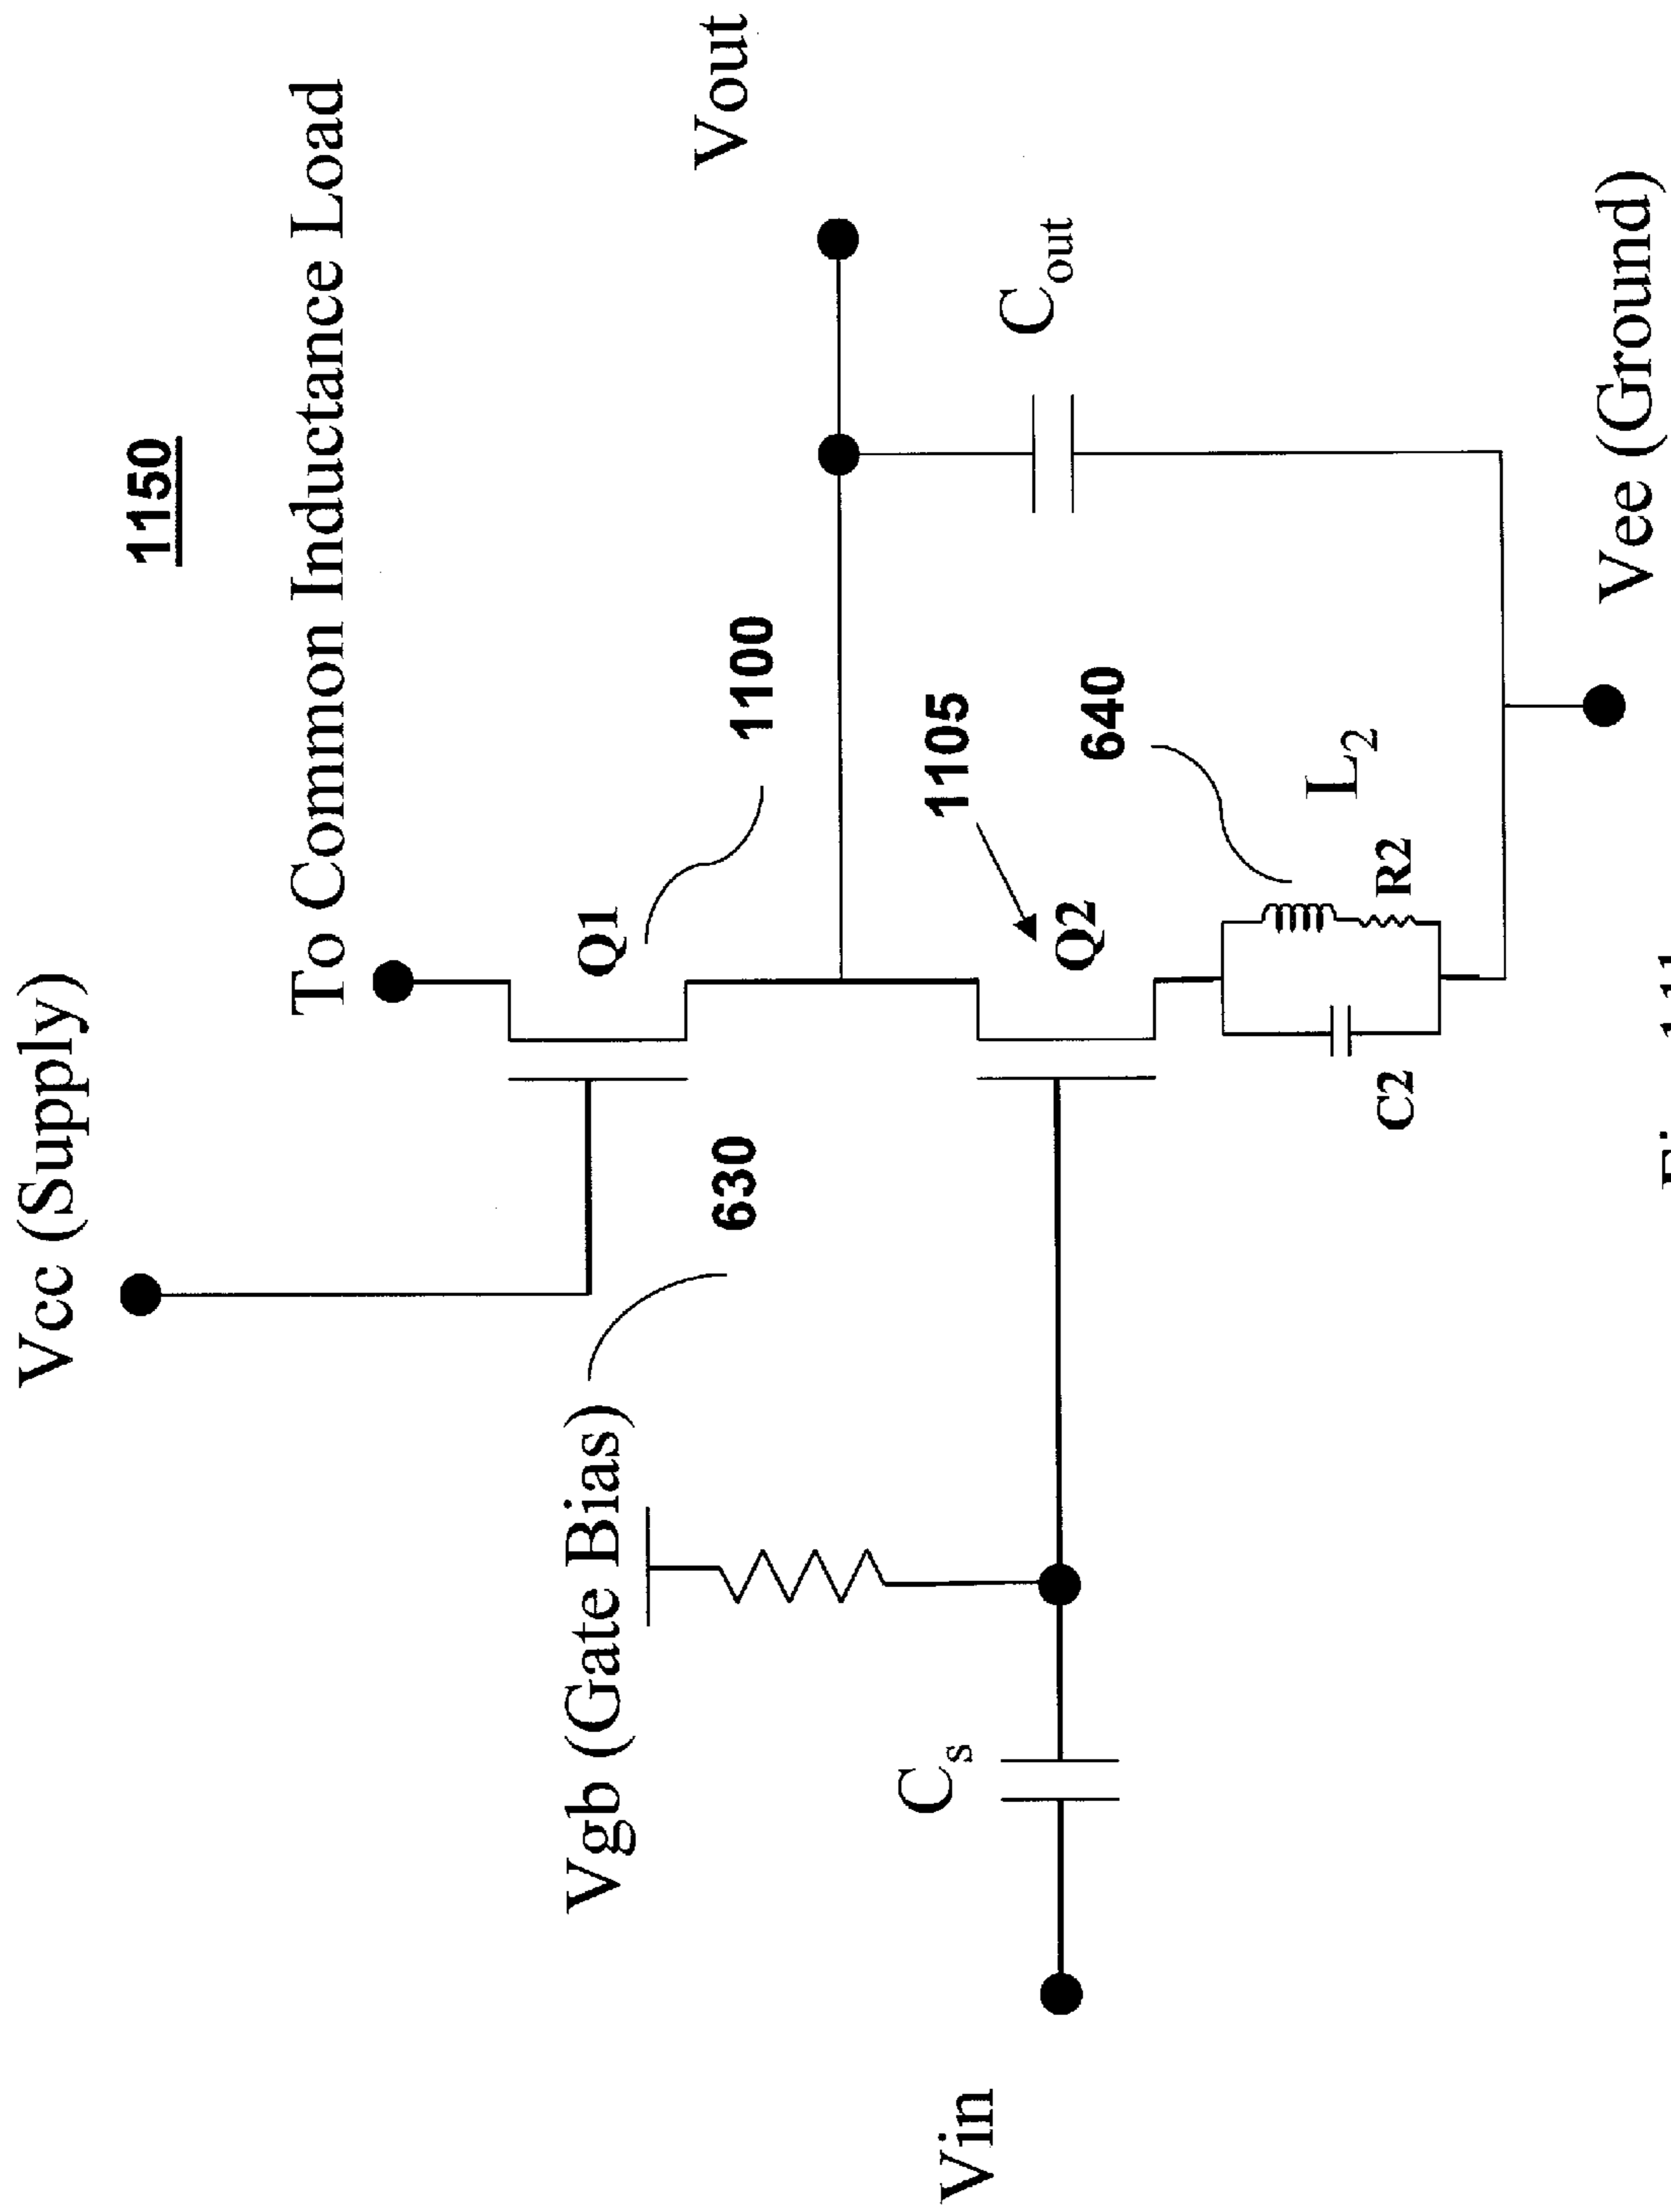 1150
Vcc (Supply)
To Common Inductance Load
Q1
1100
Vout
Vgb (Gate Bias)
630
1105
Q2
640
Cout
Cs
Vin
L2
R2
C2
Vee (Ground)